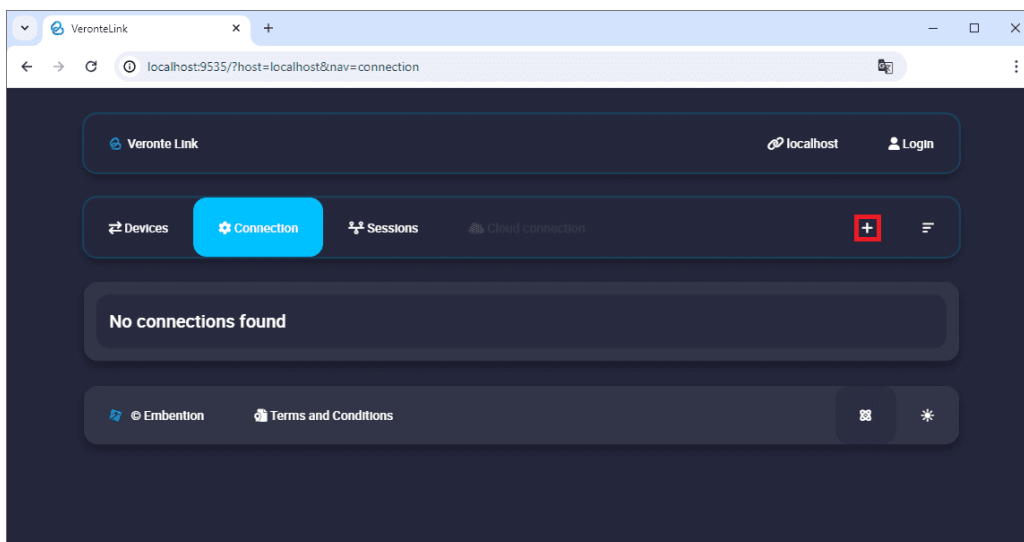 VeronteLink
localhost:9535/?host=localhost&nav=connection
Veronte Link
localhost
Login
Devices
Connection
Sessions
Cloud connection
No connections found
© Embention
Terms and Conditions